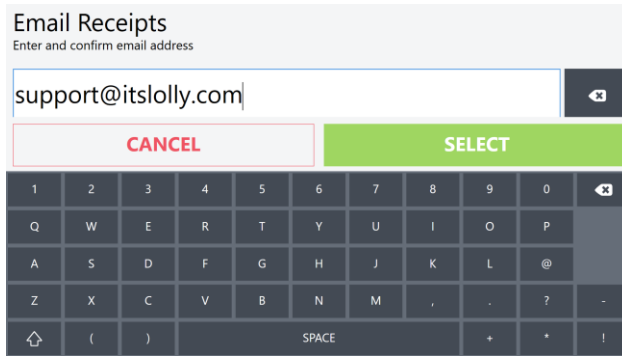 Email Receipts
Enter and confirm email address
support@itslolly.com
CANCEL SELECT
1 2 3 4 5 6 7 8 9 0
Q W E R T Y U I O P
A S D F G H J K L @
Z X C V B N M , . ? -
( ) SPACE + * !